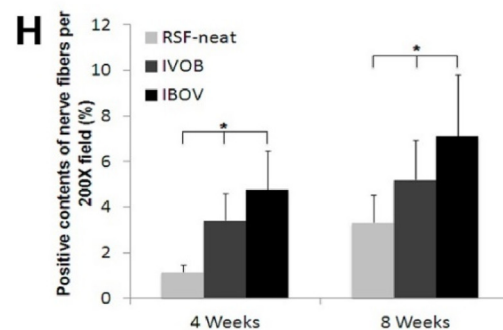 H
RSF-neat
IVOB
IBOV
Positive contents of nerve fibers per
200X field (%)
12
10
8
6
4
2
0
*
*
4 Weeks
8 Weeks